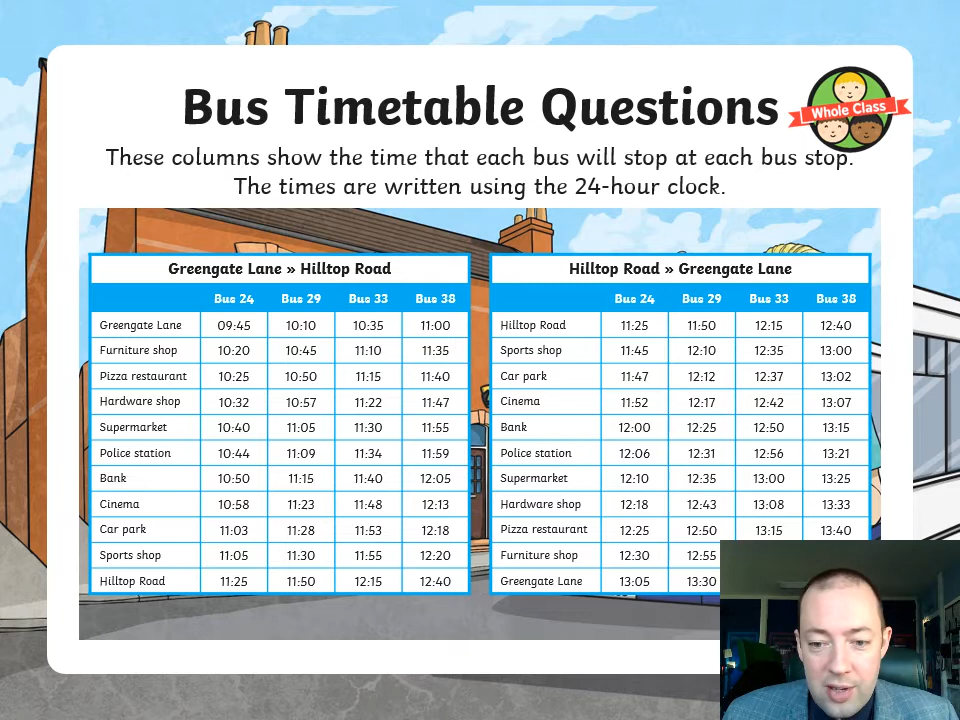 Bus Timetable Questions
Whole Class
These columns show the time that each bus will stop at each bus stop.
The times are written using the 24-hour clock.
Greengate Lane » Hilltop Road
Bus 24 Bus 29 Bus 33 Bus 38
Greengate Lane 09:45 10:10 10:35 11:00
Furniture shop 10:20 10:45 11:10 11:35
Pizza restaurant 10:25 10:50 11:15 11:40
Hardware shop 10:32 10:57 11:22 11:47
Supermarket 10:40 11:05 11:30 11:55
Police station 10:44 11:09 11:34 11:59
Bank 10:50 11:15 11:40 12:05
Cinema 10:58 11:23 11:48 12:13
Car park 11:03 11:28 11:53 12:18
Sports shop 11:05 11:30 11:55 12:20
Hilltop Road 11:25 11:50 12:15 12:40
Hilltop Road » Greengate Lane
Bus 24 Bus 29 Bus 33 Bus 38
Hilltop Road 11:25 11:50 12:15 12:40
Sports shop 11:45 12:10 12:35 13:00
Car park 11:47 12:12 12:37 13:02
Cinema 11:52 12:17 12:42 13:07
Bank 12:00 12:25 12:50 13:15
Police station 12:06 12:31 12:56 13:21
Supermarket 12:10 12:35 13:00 13:25
Hardware shop 12:18 12:43 13:08 13:33
Pizza restaurant 12:25 12:50 13:15 13:40
Furniture shop 12:30 12:55
Greengate Lane 13:05 13:30